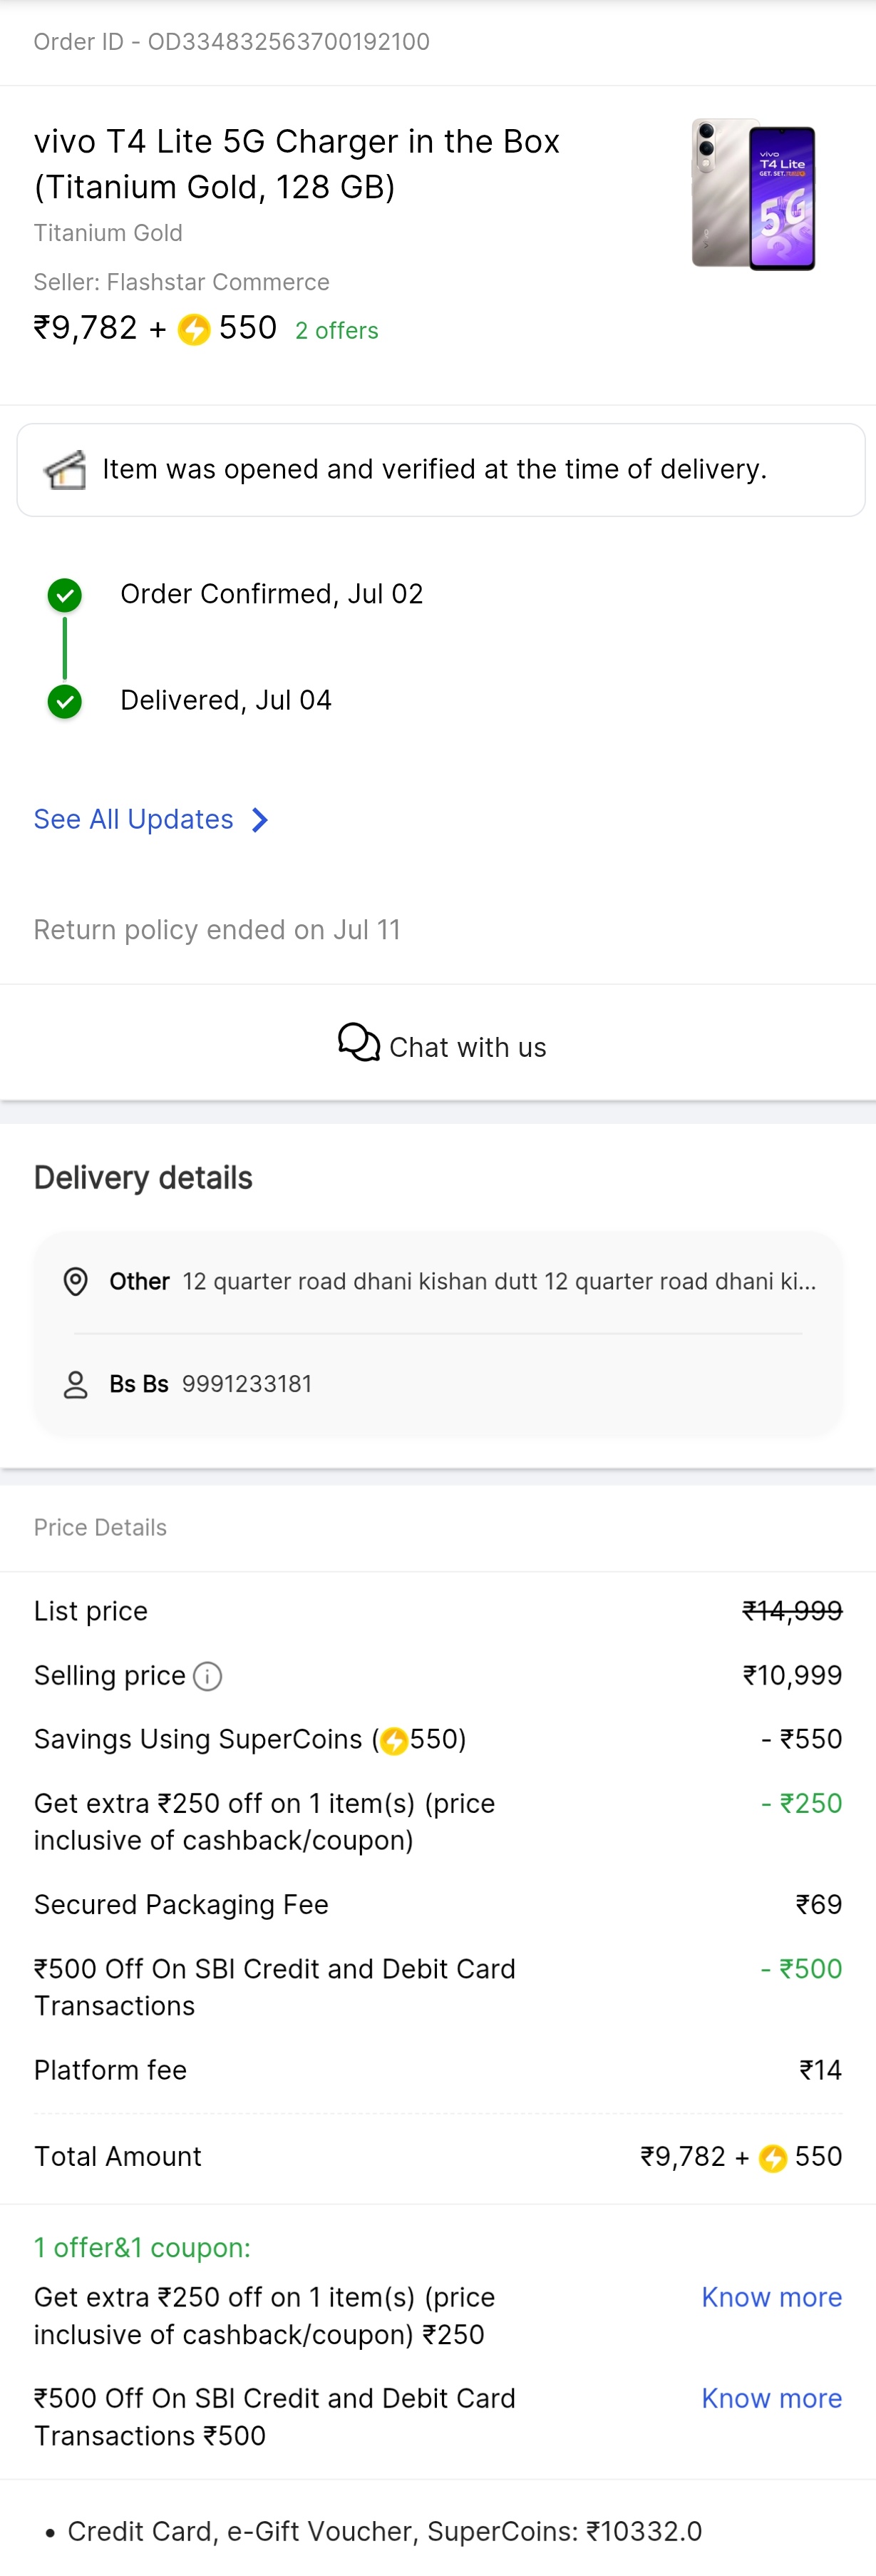 Order ID - OD334832563700192100
vivo T4 Lite 5G Charger in the Box
(Titanium Gold, 128 GB)
Titanium Gold
Seller: Flashstar Commerce
₹9,782 + 550 2 offers
vivo
T4 Lite
GET. SET.
5G
Item was opened and verified at the time of delivery.
Order Confirmed, Jul 02
Delivered, Jul 04
See All Updates
Return policy ended on Jul 11
Chat with us
Delivery details
Other 12 quarter road dhani kishan dutt 12 quarter road dhani ki...
Bs Bs 9991233181
Price Details
List price ₹14,999
Selling price ₹10,999
Savings Using SuperCoins (550) - ₹550
Get extra ₹250 off on 1 item(s) (price - ₹250
inclusive of cashback/coupon)
Secured Packaging Fee ₹69
₹500 Off On SBI Credit and Debit Card - ₹500
Transactions
Platform fee ₹14
Total Amount ₹9,782 + 550
1 offer&1 coupon:
Get extra ₹250 off on 1 item(s) (price Know more
inclusive of cashback/coupon) ₹250
₹500 Off On SBI Credit and Debit Card Know more
Transactions ₹500
• Credit Card, e-Gift Voucher, SuperCoins: ₹10332.0